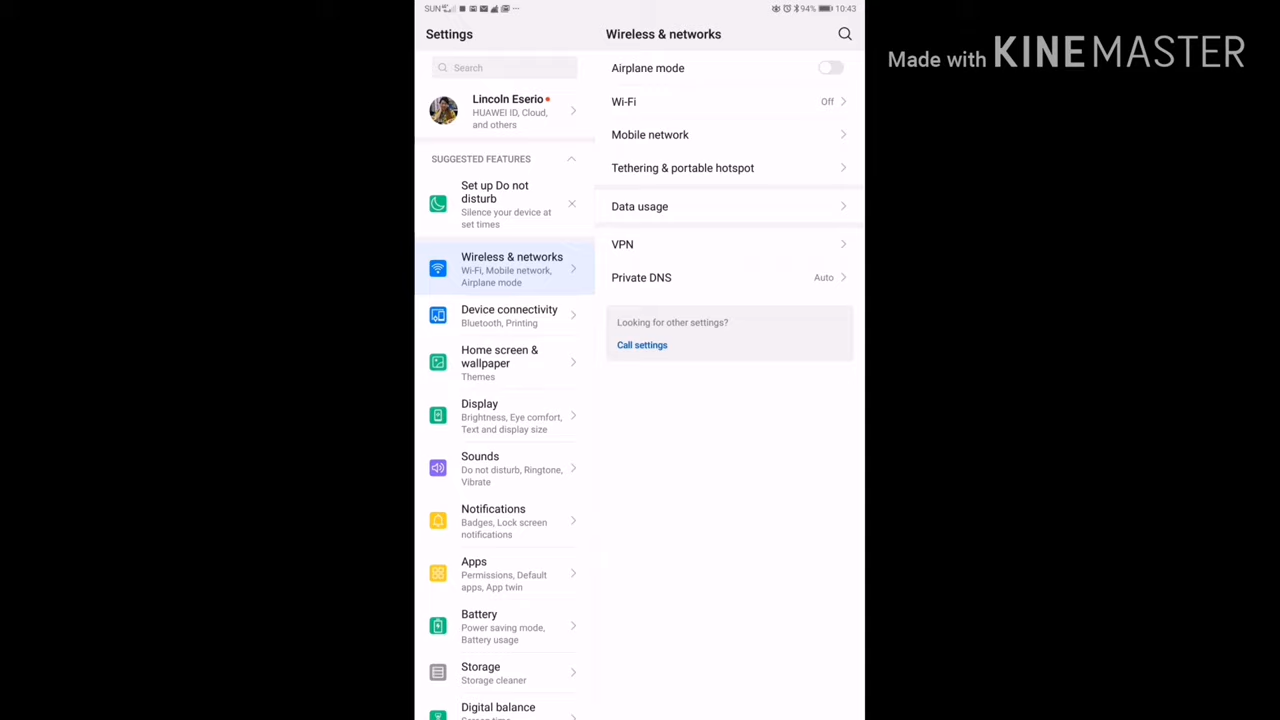 SUN 94% 10:43
Settings
Search
Lincoln Eserio
HUAWEI ID, Cloud,
and others
SUGGESTED FEATURES
Set up Do not
disturb
Silence your device at
set times
Wireless & networks
Wi-Fi, Mobile network,
Airplane mode
Device connectivity
Bluetooth, Printing
Home screen &
wallpaper
Themes
Display
Brightness, Eye comfort,
Text and display size
Sounds
Do not disturb, Ringtone,
Vibrate
Notifications
Badges, Lock screen
notifications
Apps
Permissions, Default
apps, App twin
Battery
Power saving mode,
Battery usage
Storage
Storage cleaner
Digital balance
Wireless & networks
Airplane mode
Wi-Fi Off
Mobile network
Tethering & portable hotspot
Data usage
VPN
Private DNS Auto
Looking for other settings?
Call settings
Made with KINEMASTER